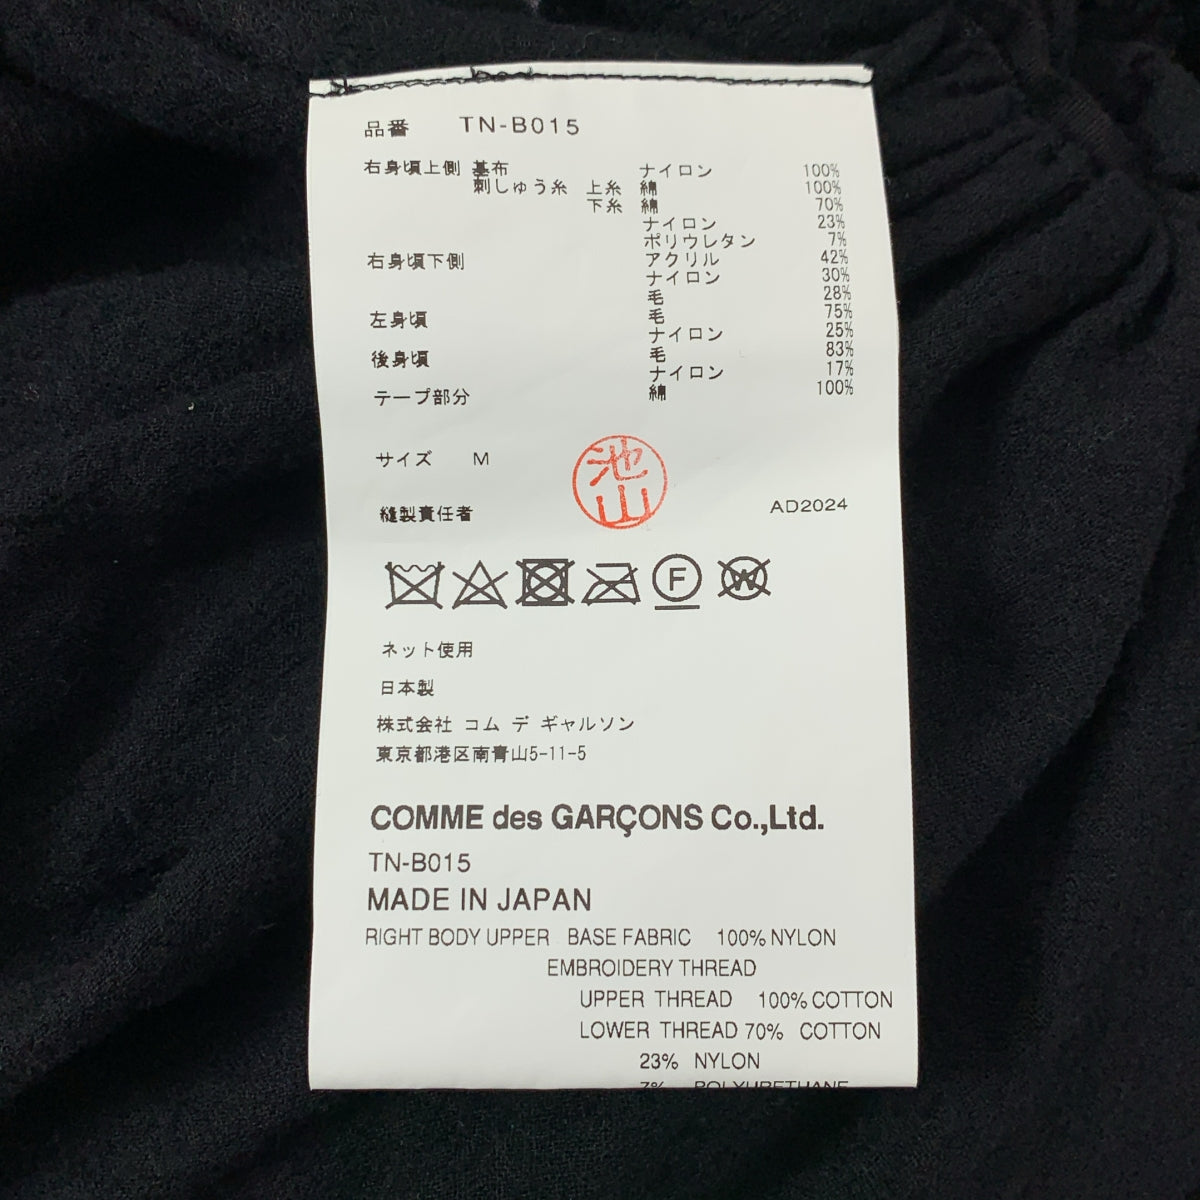 品番 TN-B015
右身頃上側 基布 ナイロン 100%
刺しゅう糸 上糸 綿 100%
下糸 綿 70%
ナイロン 23%
ポリウレタン 7%
右身頃下側 アクリル 42%
ナイロン 30%
毛 28%
左身頃 毛 75%
ナイロン 25%
後身頃 毛 83%
ナイロン 17%
テープ部分 綿 100%
サイズ M
池山
縫製責任者 AD2024
F W
ネット使用
日本製
株式会社 コム デ ギャルソン
東京都港区南青山5-11-5
COMME des GARÇONS Co.,Ltd.
TN-B015
MADE IN JAPAN
RIGHT BODY UPPER BASE FABRIC 100% NYLON
EMBROIDERY THREAD
UPPER THREAD 100% COTTON
LOWER THREAD 70% COTTON
23% NYLON
7% POLYURETHANE